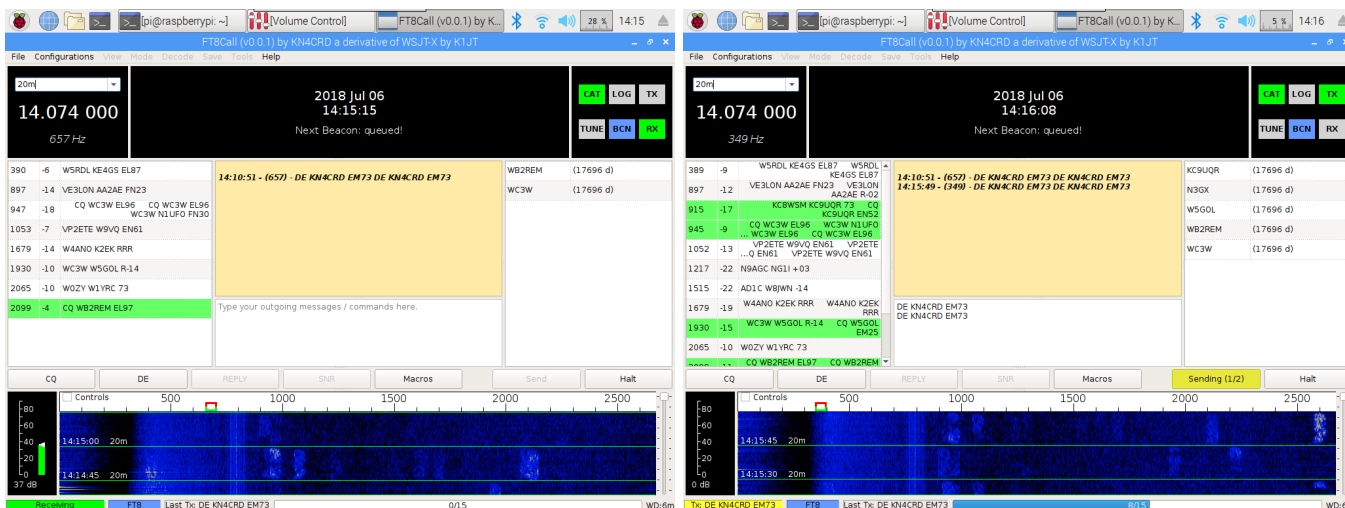 [pi@raspberrypi: ~]
[Volume Control]
FT8Call (v0.0.1) by K...
28 %
14:15
FT8Call (v0.0.1) by KN4CRD a derivative of WSJT-X by K1JT
File Configurations View Mode Decode Save Tools Help
20m
14.074 000
657 Hz
2018 Jul 06
14:15:15
Next Beacon: queued!
CAT LOG TX
TUNE BCN RX
390 -6 W5RDL KE4GS EL87
897 -14 VE3LON AA2AE FN23
947 -18 CQ WC3W EL96 CQ WC3W EL96
WC3W N1UFO FN30
1053 -7 VP2ETE W9VQ EN61
1679 -14 W4ANO K2EK RRR
1930 -10 WC3W W5GOL R-14
2065 -10 W0ZY W1YRC 73
2099 -4 CQ WB2REM EL97
14:10:51 - (657) - DE KN4CRD EM73 DE KN4CRD EM73
Type your outgoing messages / commands here.
WB2REM (17696 d)
WC3W (17696 d)
CQ DE REPLY SNR Macros Send Halt
Controls
500 1000 1500 2000 2500
80
60
40
20
0
37 dB
14:15:00 20m
14:14:45 20m
Receiving FT8 Last Tx: DE KN4CRD EM73 0/15 WD:6m
[pi@raspberrypi: ~]
[Volume Control]
FT8Call (v0.0.1) by K...
5 %
14:16
FT8Call (v0.0.1) by KN4CRD a derivative of WSJT-X by K1JT
File Configurations View Mode Decode Save Tools Help
20m
14.074 000
349 Hz
2018 Jul 06
14:16:08
Next Beacon: queued!
CAT LOG TX
TUNE BCN RX
389 -9 W5RDL KE4GS EL87 W5RDL
KE4GS EL87
897 -12 VE3LON AA2AE FN23 VE3LON
AA2AE R-02
915 -17 KC8WSM KC9UQR 73 CQ
KC9UQR EN52
945 -9 CQ WC3W EL96 WC3W N1UFO
... WC3W EL96 CQ WC3W EL96
1052 -13 VP2ETE W9VQ EN61 VP2ETE
...Q EN61 VP2ETE W9VQ EN61
1217 -22 N9AGC NG1I +03
1515 -22 AD1C W8JWN -14
1679 -19 W4ANO K2EK RRR W4ANO K2EK
RRR
1930 -15 WC3W W5GOL R-14 CQ W5GOL
EM25
2065 -10 W0ZY W1YRC 73
CQ WB2REM EL97 CQ WB2REM
14:10:51 - (657) - DE KN4CRD EM73 DE KN4CRD EM73
14:15:49 - (349) - DE KN4CRD EM73 DE KN4CRD EM73
DE KN4CRD EM73
DE KN4CRD EM73
KC9UQR (17696 d)
N3GX (17696 d)
W5GOL (17696 d)
WB2REM (17696 d)
WC3W (17696 d)
CQ DE REPLY SNR Macros Sending (1/2) Halt
Controls
500 1000 1500 2000 2500
80
60
40
20
0
0 dB
14:15:45 20m
14:15:30 20m
Tx: DE KN4CRD EM73 FT8 Last Tx: DE KN4CRD EM73 8/15